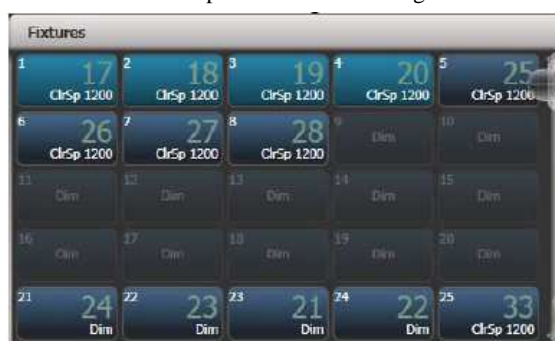 Fixtures
1 17 2 18 3 19 4 20 5 25
ClrSp 1200 ClrSp 1200 ClrSp 1200 ClrSp 1200 ClrSp 1200
6 26 7 27 8 28 9 Dim 10 Dim
ClrSp 1200 ClrSp 1200 ClrSp 1200
11 Dim 12 Dim 13 Dim 14 Dim 15 Dim
16 Dim 17 Dim 18 Dim 19 Dim 20 Dim
21 24 22 23 23 21 24 22 25 33
Dim Dim Dim Dim ClrSp 1200